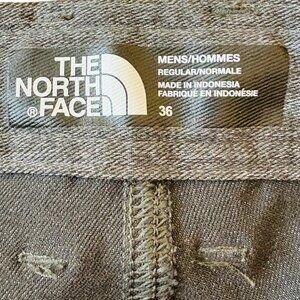 THE
NORTH
FACE®
MENS/HOMMES
REGULAR/NORMALE
MADE IN INDONESIA
FABRIQUÉ EN INDONÉSIE
36